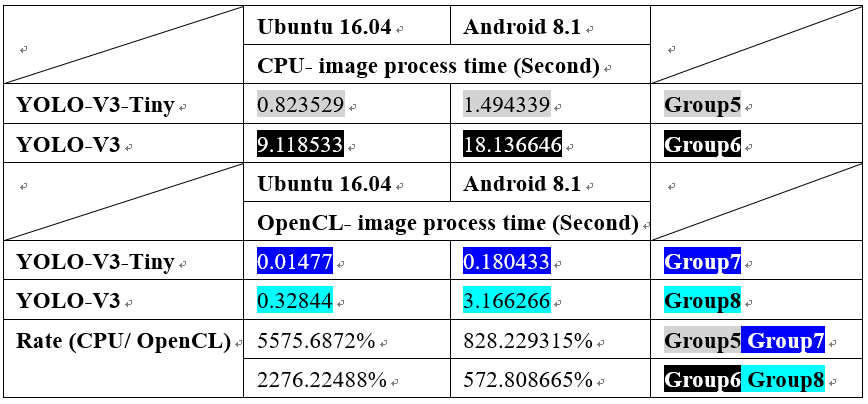 Ubuntu 16.04 Android 8.1
CPU- image process time (Second)
YOLO-V3-Tiny 0.823529 1.494339 Group5
YOLO-V3 9.118533 18.136646 Group6
Ubuntu 16.04 Android 8.1
OpenCL- image process time (Second)
YOLO-V3-Tiny 0.01477 0.180433 Group7
YOLO-V3 0.32844 3.166266 Group8
Rate (CPU/ OpenCL) 5575.6872% 828.229315% Group5 Group7
2276.22488% 572.808665% Group6 Group8